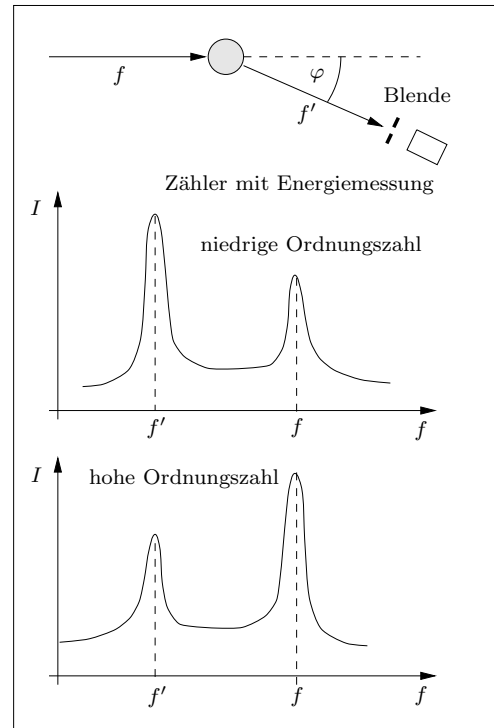 f
φ
f'
Blende
Zähler mit Energiemessung
I
niedrige Ordnungszahl
f'
f
f
I
hohe Ordnungszahl
f'
f
f